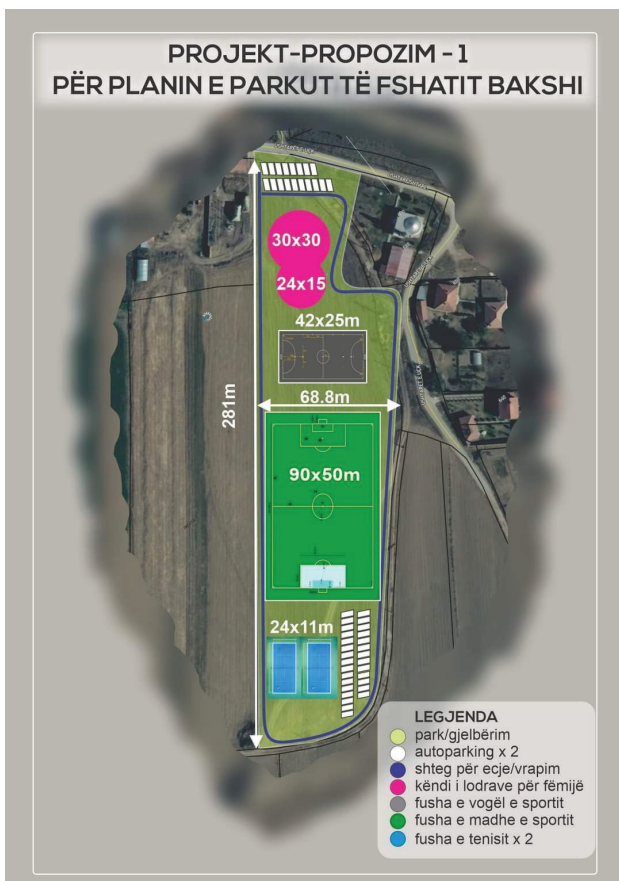 PROJEKT-PROPOZIM - 1
PËR PLANIN E PARKUT TË FSHATIT BAKSHI
30x30
24x15
42x25m
281m
68.8m
90x50m
24x11m
LEGJENDA
park/gjelbërim
autoparking x 2
shteg për ecje/vrapim
këndi i lodrave për fëmijë
fusha e vogël e sportit
fusha e madhe e sportit
fusha e tenisit x 2